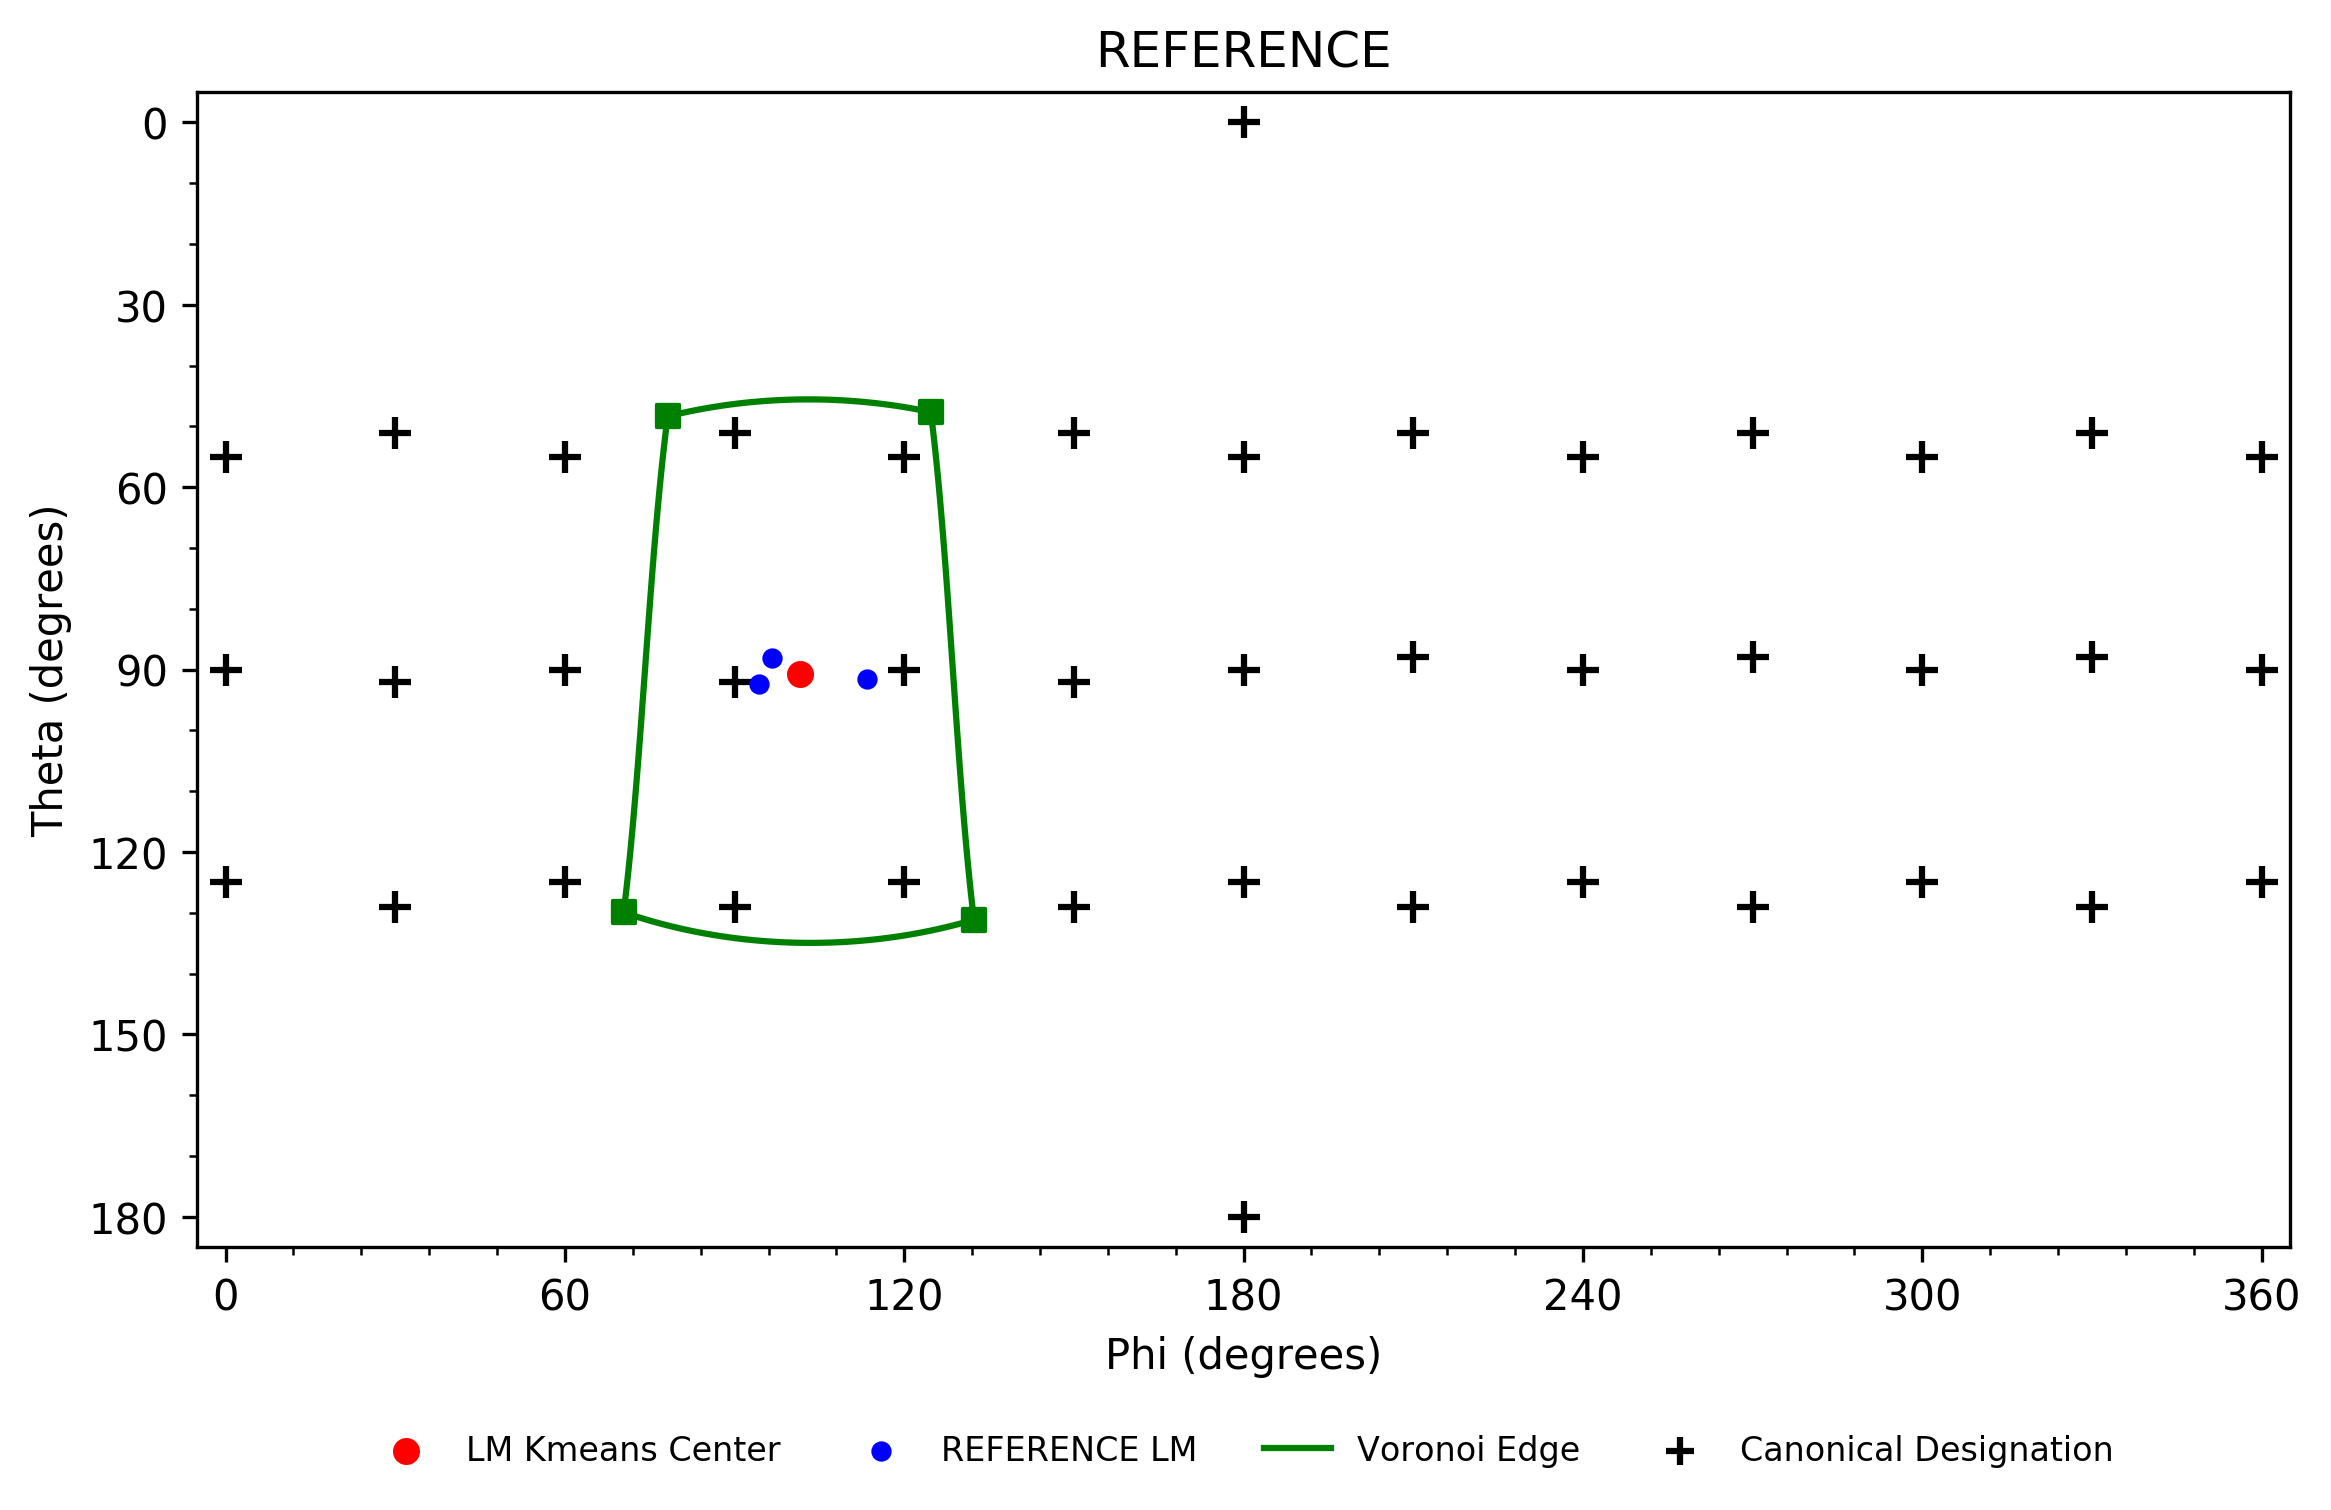 REFERENCE
0
30
60
90
120
150
180
Theta (degrees)
0 60 120 180 240 300 360
Phi (degrees)
LM Kmeans Center REFERENCE LM Voronoi Edge Canonical Designation